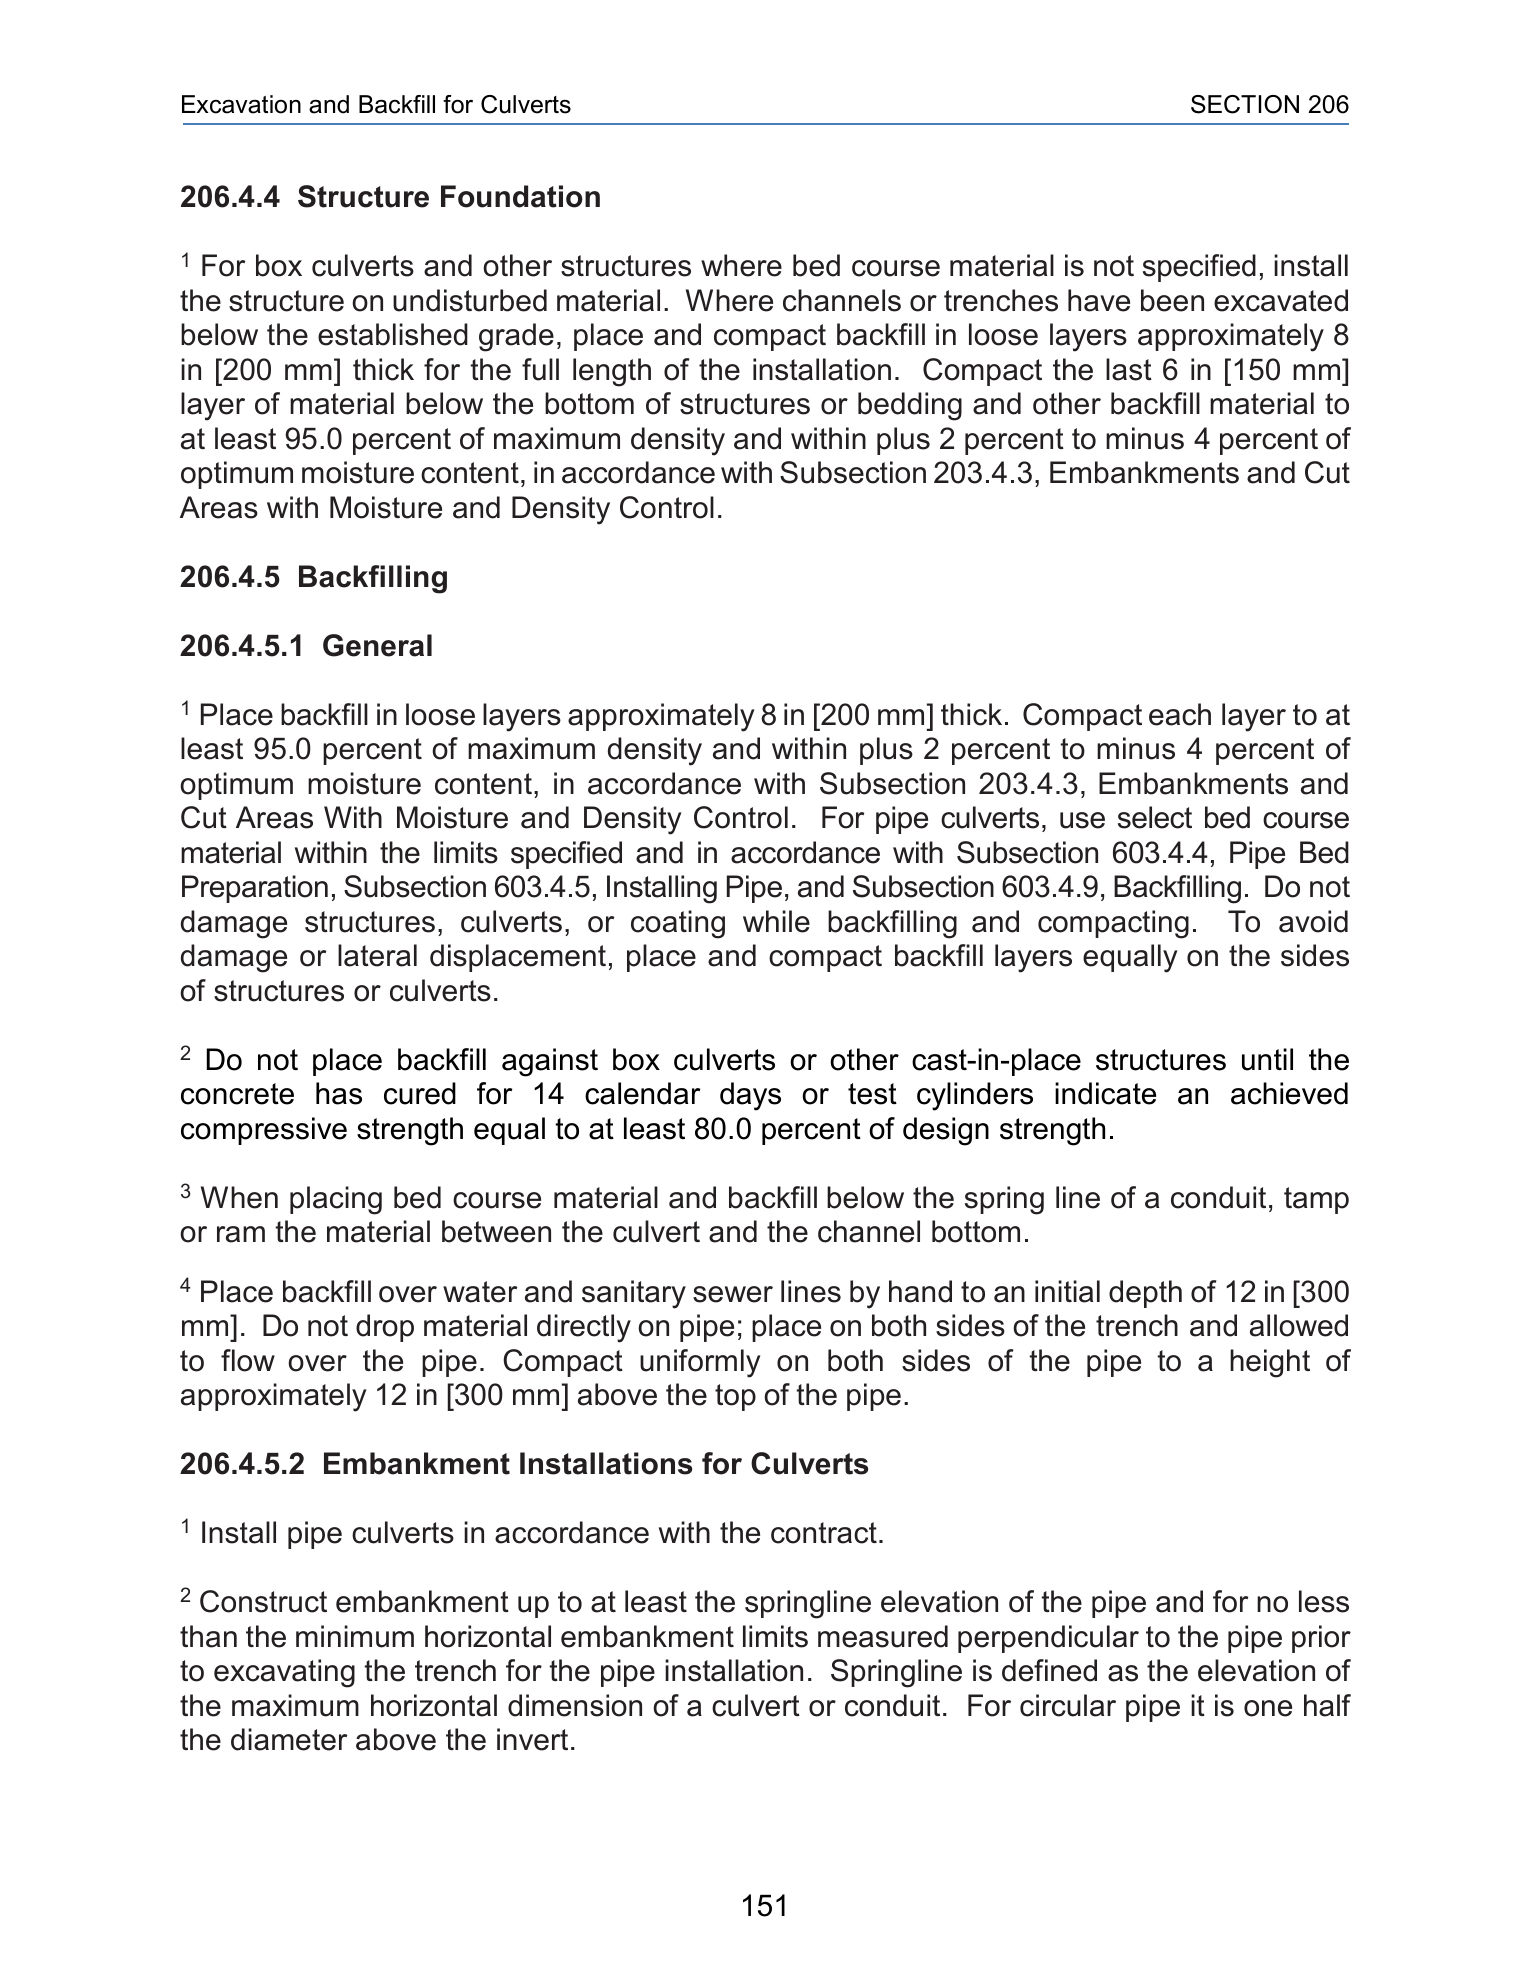 Excavation and Backfill for Culverts SECTION 206
206.4.4 Structure Foundation
1 For box culverts and other structures where bed course material is not specified, install
the structure on undisturbed material. Where channels or trenches have been excavated
below the established grade, place and compact backfill in loose layers approximately 8
in [200 mm] thick for the full length of the installation. Compact the last 6 in [150 mm]
layer of material below the bottom of structures or bedding and other backfill material to
at least 95.0 percent of maximum density and within plus 2 percent to minus 4 percent of
optimum moisture content, in accordance with Subsection 203.4.3, Embankments and Cut
Areas with Moisture and Density Control.
206.4.5 Backfilling
206.4.5.1 General
1 Place backfill in loose layers approximately 8 in [200 mm] thick. Compact each layer to at
least 95.0 percent of maximum density and within plus 2 percent to minus 4 percent of
optimum moisture content, in accordance with Subsection 203.4.3, Embankments and
Cut Areas With Moisture and Density Control. For pipe culverts, use select bed course
material within the limits specified and in accordance with Subsection 603.4.4, Pipe Bed
Preparation, Subsection 603.4.5, Installing Pipe, and Subsection 603.4.9, Backfilling. Do not
damage structures, culverts, or coating while backfilling and compacting. To avoid
damage or lateral displacement, place and compact backfill layers equally on the sides
of structures or culverts.
2 Do not place backfill against box culverts or other cast-in-place structures until the
concrete has cured for 14 calendar days or test cylinders indicate an achieved
compressive strength equal to at least 80.0 percent of design strength.
3 When placing bed course material and backfill below the spring line of a conduit, tamp
or ram the material between the culvert and the channel bottom.
4 Place backfill over water and sanitary sewer lines by hand to an initial depth of 12 in [300
mm]. Do not drop material directly on pipe; place on both sides of the trench and allowed
to flow over the pipe. Compact uniformly on both sides of the pipe to a height of
approximately 12 in [300 mm] above the top of the pipe.
206.4.5.2 Embankment Installations for Culverts
1 Install pipe culverts in accordance with the contract.
2 Construct embankment up to at least the springline elevation of the pipe and for no less
than the minimum horizontal embankment limits measured perpendicular to the pipe prior
to excavating the trench for the pipe installation. Springline is defined as the elevation of
the maximum horizontal dimension of a culvert or conduit. For circular pipe it is one half
the diameter above the invert.
151